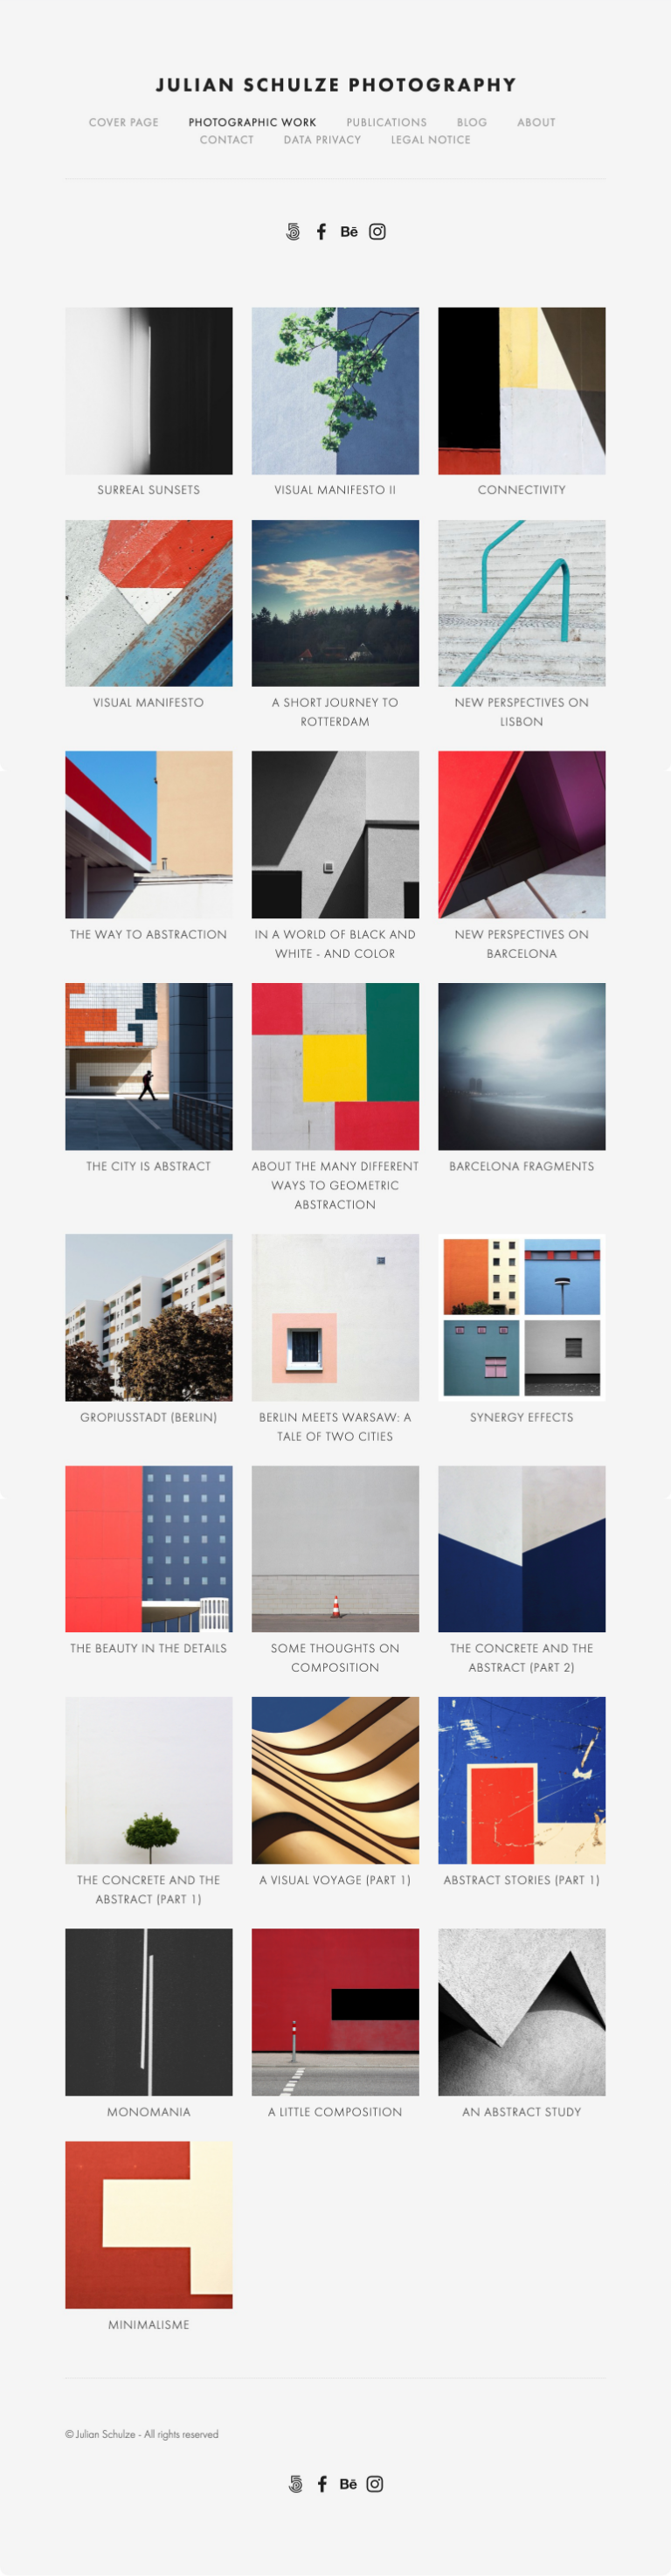 JULIAN SCHULZE PHOTOGRAPHY
COVER PAGE PHOTOGRAPHIC WORK PUBLICATIONS BLOG ABOUT
CONTACT DATA PRIVACY LEGAL NOTICE
5 f Bē
SURREAL SUNSETS VISUAL MANIFESTO II CONNECTIVITY
VISUAL MANIFESTO
A SHORT JOURNEY TO
ROTTERDAM
NEW PERSPECTIVES ON
LISBON
THE WAY TO ABSTRACTION
IN A WORLD OF BLACK AND
WHITE - AND COLOR
NEW PERSPECTIVES ON
BARCELONA
THE CITY IS ABSTRACT
ABOUT THE MANY DIFFERENT
WAYS TO GEOMETRIC
ABSTRACTION
BARCELONA FRAGMENTS
GROPIUSSTADT (BERLIN)
BERLIN MEETS WARSAW: A
TALE OF TWO CITIES
SYNERGY EFFECTS
THE BEAUTY IN THE DETAILS
SOME THOUGHTS ON
COMPOSITION
THE CONCRETE AND THE
ABSTRACT (PART 2)
THE CONCRETE AND THE
ABSTRACT (PART 1)
A VISUAL VOYAGE (PART 1)
ABSTRACT STORIES (PART 1)
MONOMANIA A LITTLE COMPOSITION AN ABSTRACT STUDY
MINIMALISME
© Julian Schulze - All rights reserved
5 f Bē